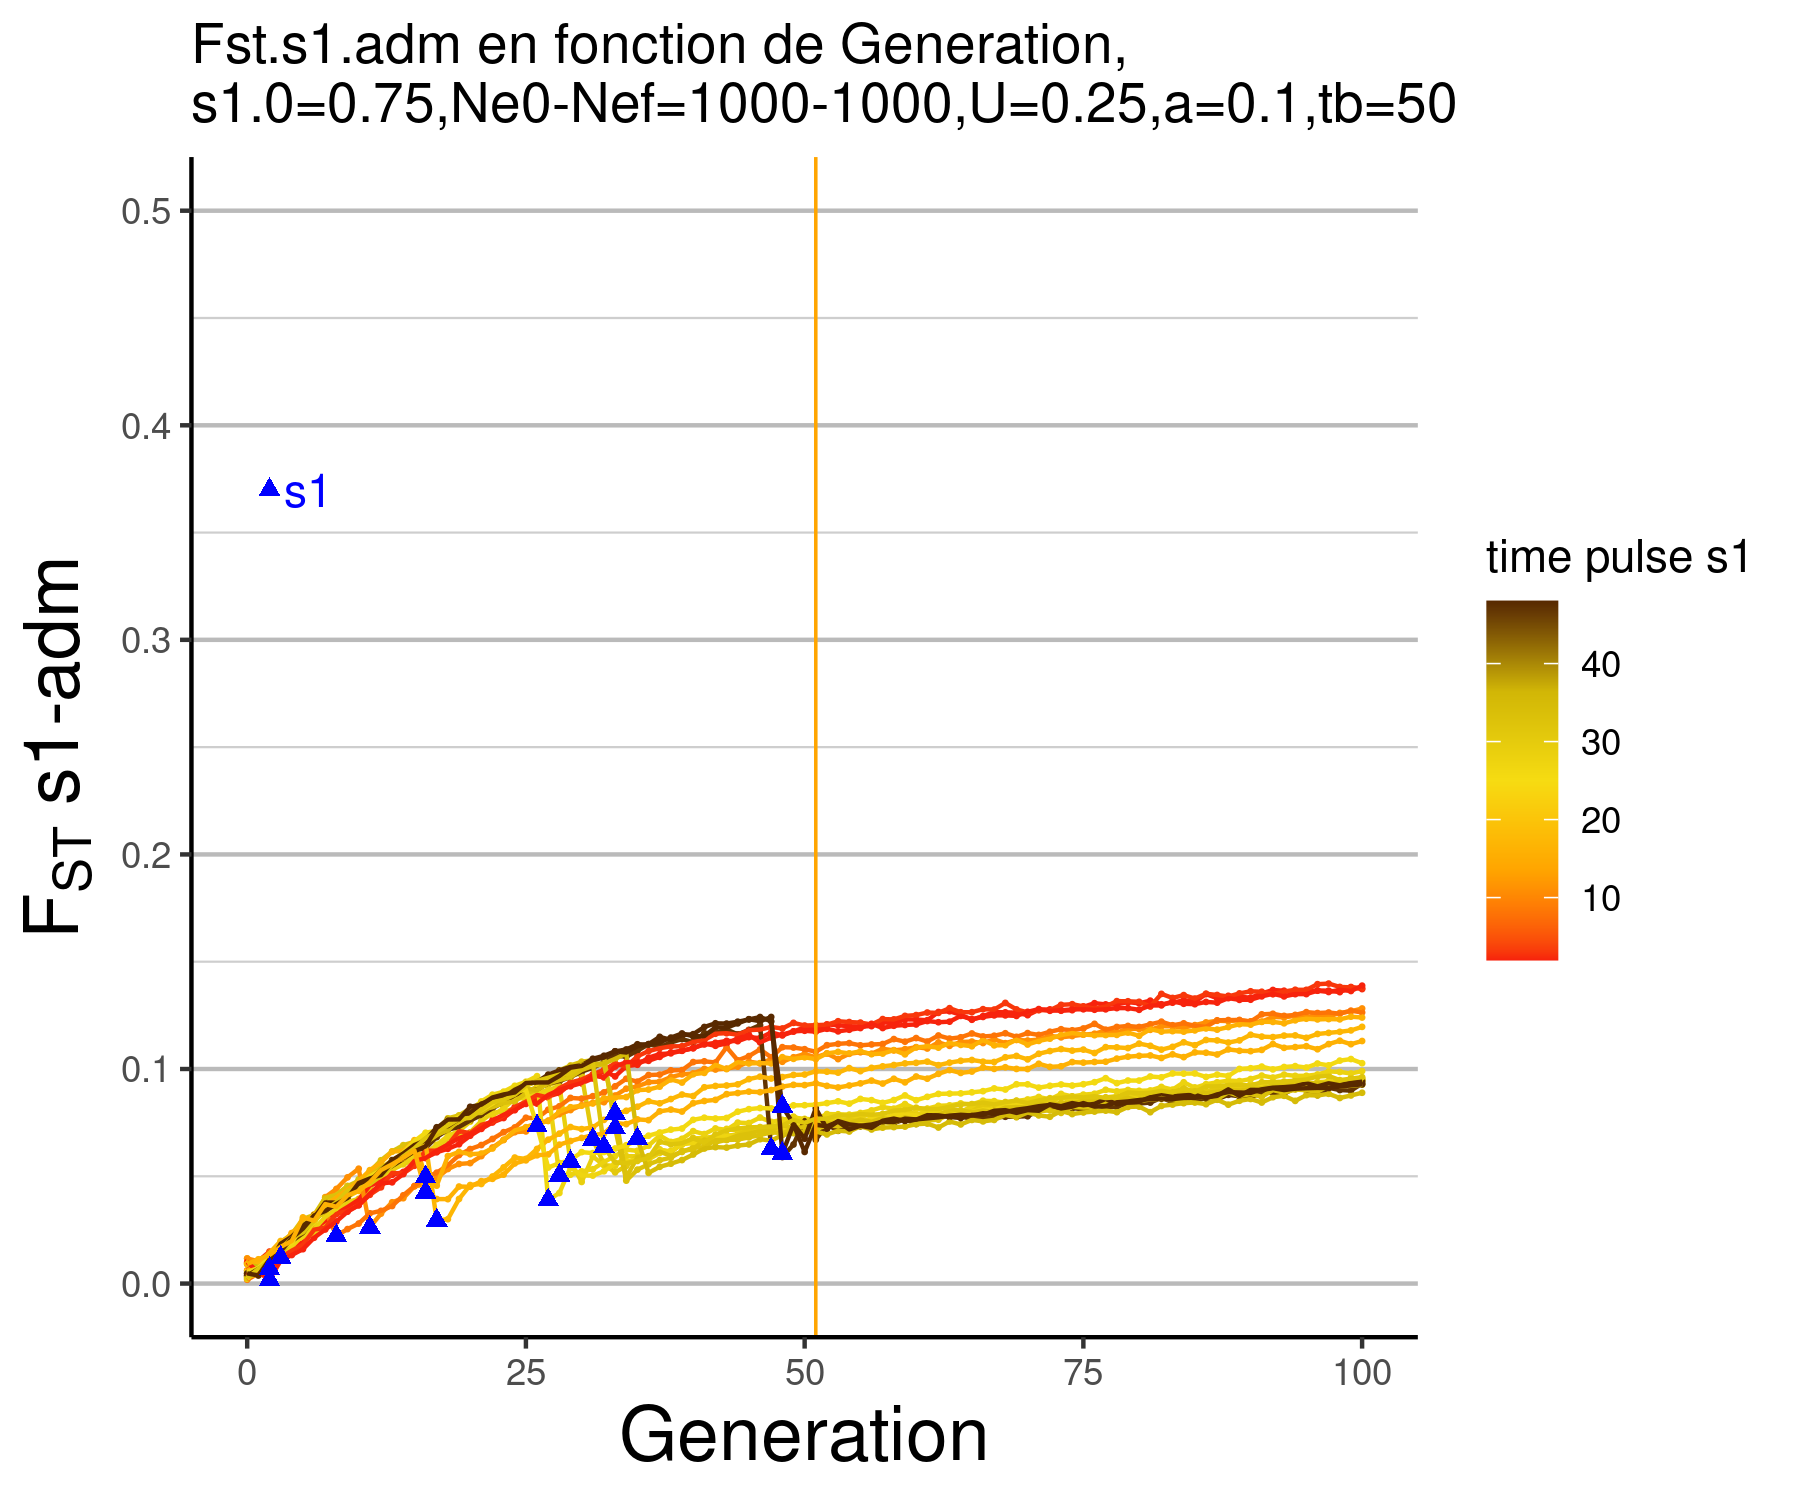 Fst.s1.adm en fonction de Generation,
s1.0=0.75,Ne0-Nef=1000-1000,U=0.25,a=0.1,tb=50
0.5
0.4
s1
0.3
0.2
0.1
0.0
FST s1-adm
0 25 50 75 100
Generation
time pulse s1
40
30
20
10